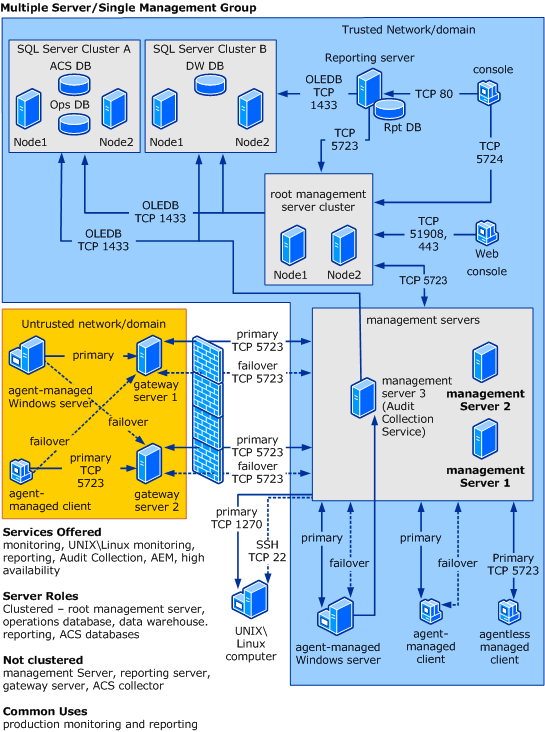 Multiple Server/Single Management Group
Trusted Network/domain
SQL Server Cluster A
ACS DB
Ops DB
Node1
Node2
SQL Server Cluster B
DW DB
Node1
Node2
Reporting server
OLEDB
TCP
1433
Rpt DB
TCP 80
console
TCP
5723
TCP
5724
OLEDB
TCP 1433
OLEDB
TCP 1433
root management
server cluster
Node1
Node2
TCP
51908,
443
Web
console
TCP 5723
Untrusted network/domain
primary
agent-managed
Windows server
gateway
server 1
failover
failover
primary
TCP
5723
agent-
managed client
gateway
server 2
primary
TCP 5723
failover
TCP 5723
primary
TCP 5723
failover
TCP 5723
management servers
management
server 3
(Audit
Collection
Service)
management
Server 2
management
Server 1
primary
TCP 1270
SSH
TCP 22
UNIX\
Linux
computer
primary
failover
agent-managed
Windows server
primary
failover
agent-
managed
client
Primary
TCP 5723
agentless
managed
client
Services Offered
monitoring, UNIX\Linux monitoring,
reporting, Audit Collection, AEM, high
availability
Server Roles
Clustered – root management server,
operations database, data warehouse.
reporting, ACS databases
Not clustered
management Server, reporting server,
gateway server, ACS collector
Common Uses
production monitoring and reporting